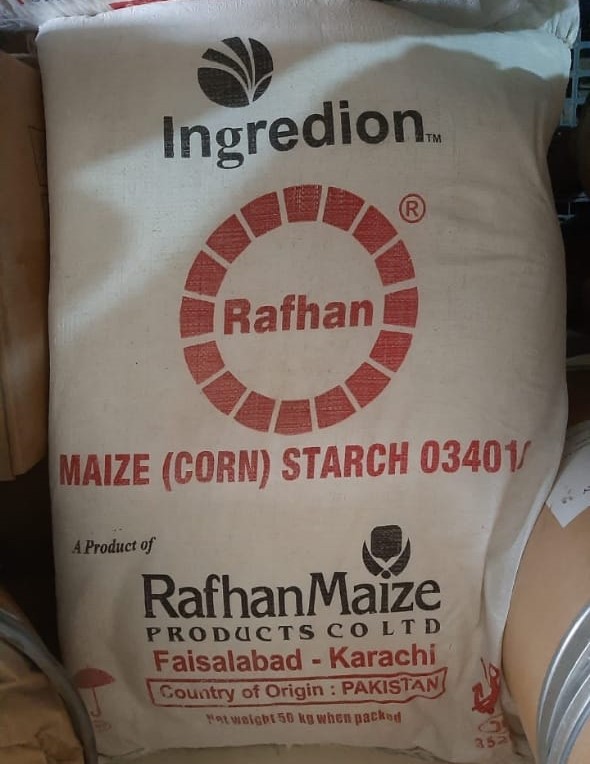 Ingredion™
®
Rafhan
MAIZE (CORN) STARCH 03401
A Product of
RafhanMaize
PRODUCTS CO LTD
Faisalabad - Karachi
Country of Origin : PAKISTAN
Net weight 50 kg when packed